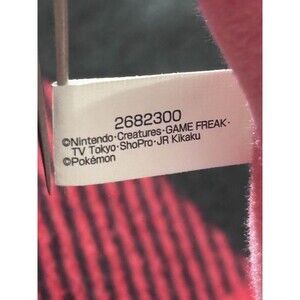 2682300
©Nintendo･Creatures･GAME FREAK･
TV Tokyo･ShoPro･JR Kikaku
©Pokémon